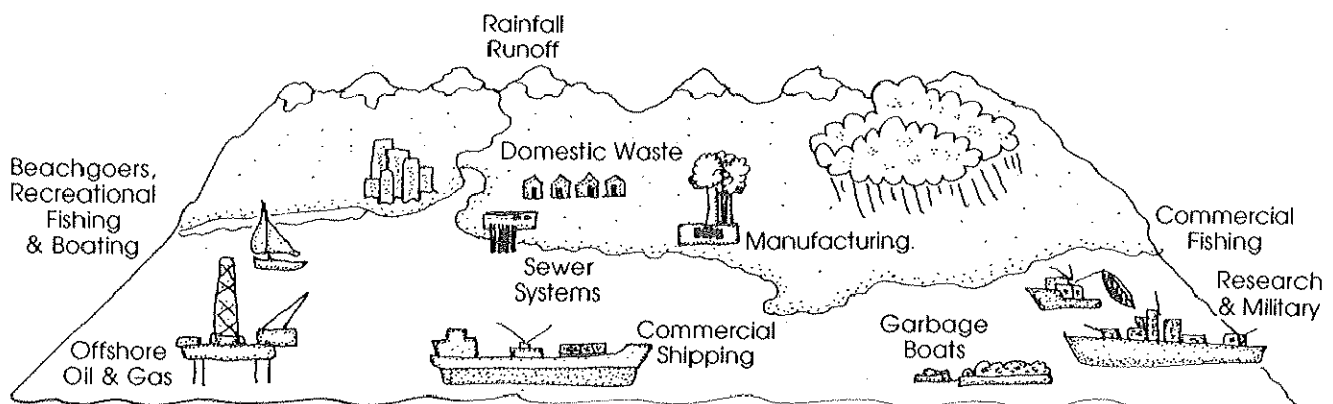 Rainfall
Runoff
Beachgoers,
Recreational
Fishing
& Boating
Domestic Waste
Manufacturing.
Commercial
Fishing
Sewer
Systems
Research
& Military
Offshore
Oil & Gas
Commercial
Shipping
Garbage
Boats